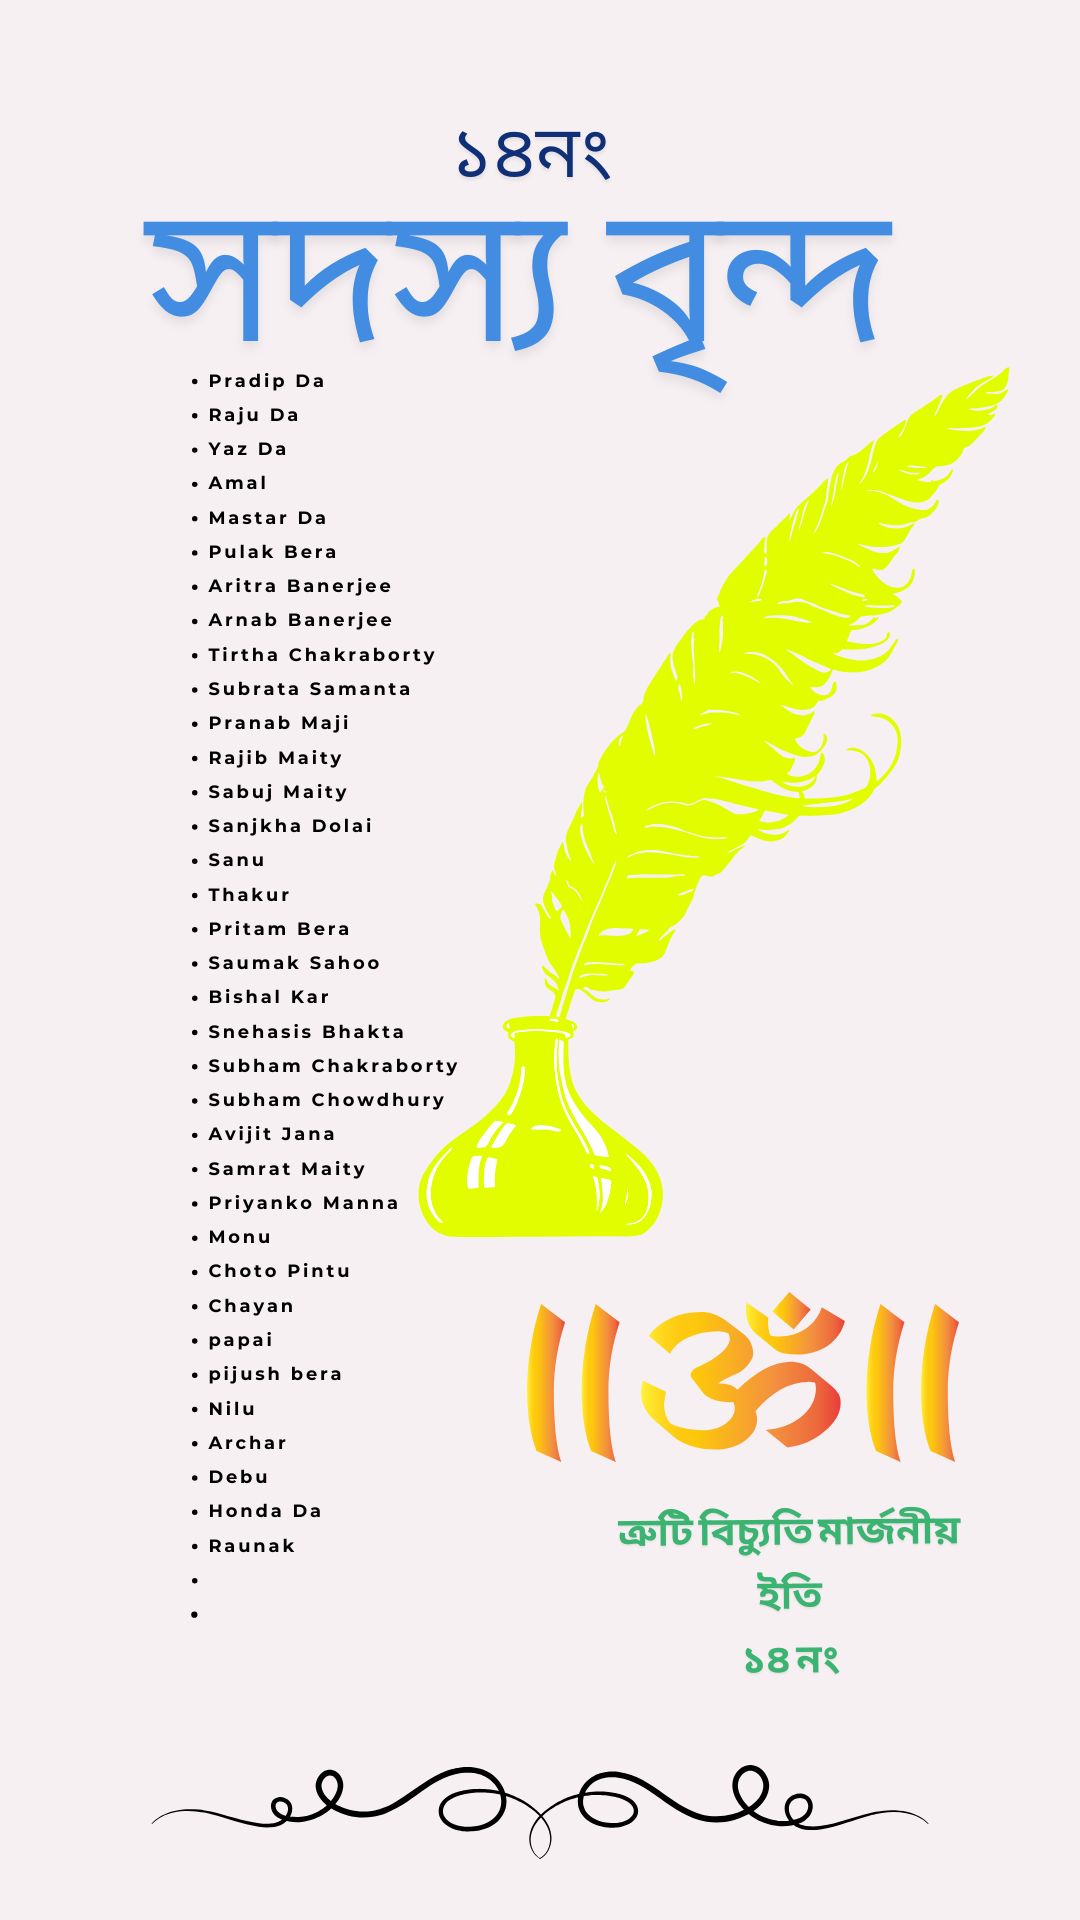 ১৪নং
সদস্য বৃন্দ
• Pradip Da
• Raju Da
• Yaz Da
• Amal
• Mastar Da
• Pulak Bera
• Aritra Banerjee
• Arnab Banerjee
• Tirtha Chakraborty
• Subrata Samanta
• Pranab Maji
• Rajib Maity
• Sabuj Maity
• Sanjkha Dolai
• Sanu
• Thakur
• Pritam Bera
• Saumak Sahoo
• Bishal Kar
• Snehasis Bhakta
• Subham Chakraborty
• Subham Chowdhury
• Avijit Jana
• Samrat Maity
• Priyanko Manna
• Monu
• Choto Pintu
• Chayan
• papai
• pijush bera
• Nilu
• Archar
• Debu
• Honda Da
• Raunak
•
•
॥ॐ॥
ত্রুটি বিচ্যুতি মার্জনীয়
ইতি
১৪ নং